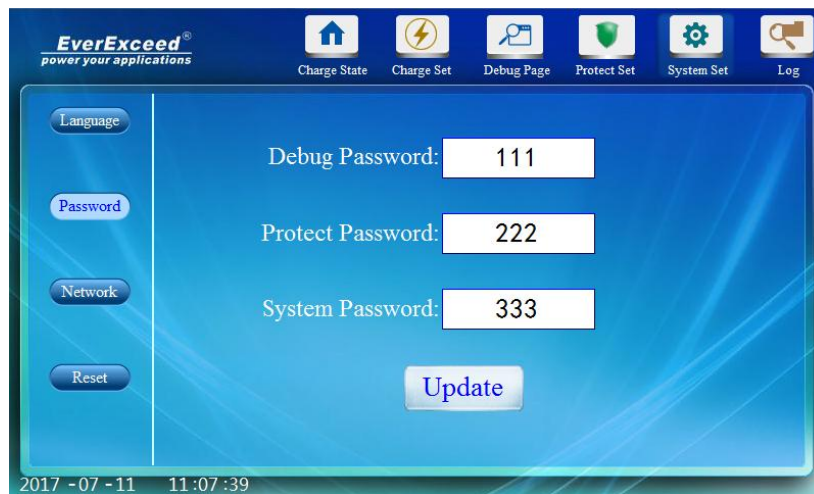 EverExceed®
power your applications
Charge State
Charge Set
Debug Page
Protect Set
System Set
Log
Language
Password
Network
Reset
Debug Password: 111
Protect Password: 222
System Password: 333
Update
2017 -07 -11 11:07:39